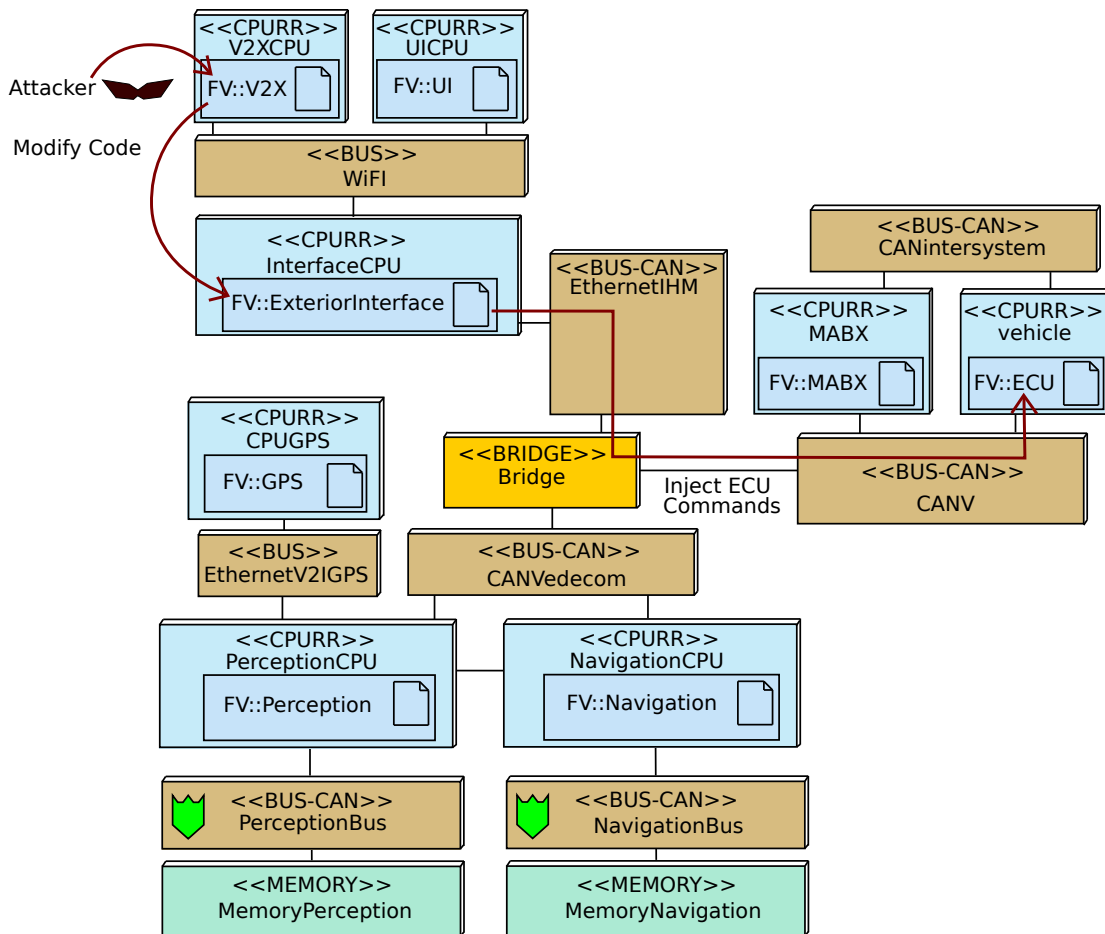 <<CPURR>>
V2XCPU
FV::V2X
<<CPURR>>
UICPU
FV::UI
Attacker
Modify Code
<<BUS>>
WiFI
<<CPURR>>
InterfaceCPU
FV::ExteriorInterface
<<BUS-CAN>>
EthernetIHM
<<BUS-CAN>>
CANintersystem
<<CPURR>>
MABX
FV::MABX
<<CPURR>>
vehicle
FV::ECU
<<CPURR>>
CPUGPS
FV::GPS
<<BRIDGE>>
Bridge
Inject ECU
Commands
<<BUS-CAN>>
CANV
<<BUS>>
EthernetV2IGPS
<<BUS-CAN>>
CANVedecom
<<CPURR>>
PerceptionCPU
FV::Perception
<<CPURR>>
NavigationCPU
FV::Navigation
<<BUS-CAN>>
PerceptionBus
<<BUS-CAN>>
NavigationBus
<<MEMORY>>
MemoryPerception
<<MEMORY>>
MemoryNavigation